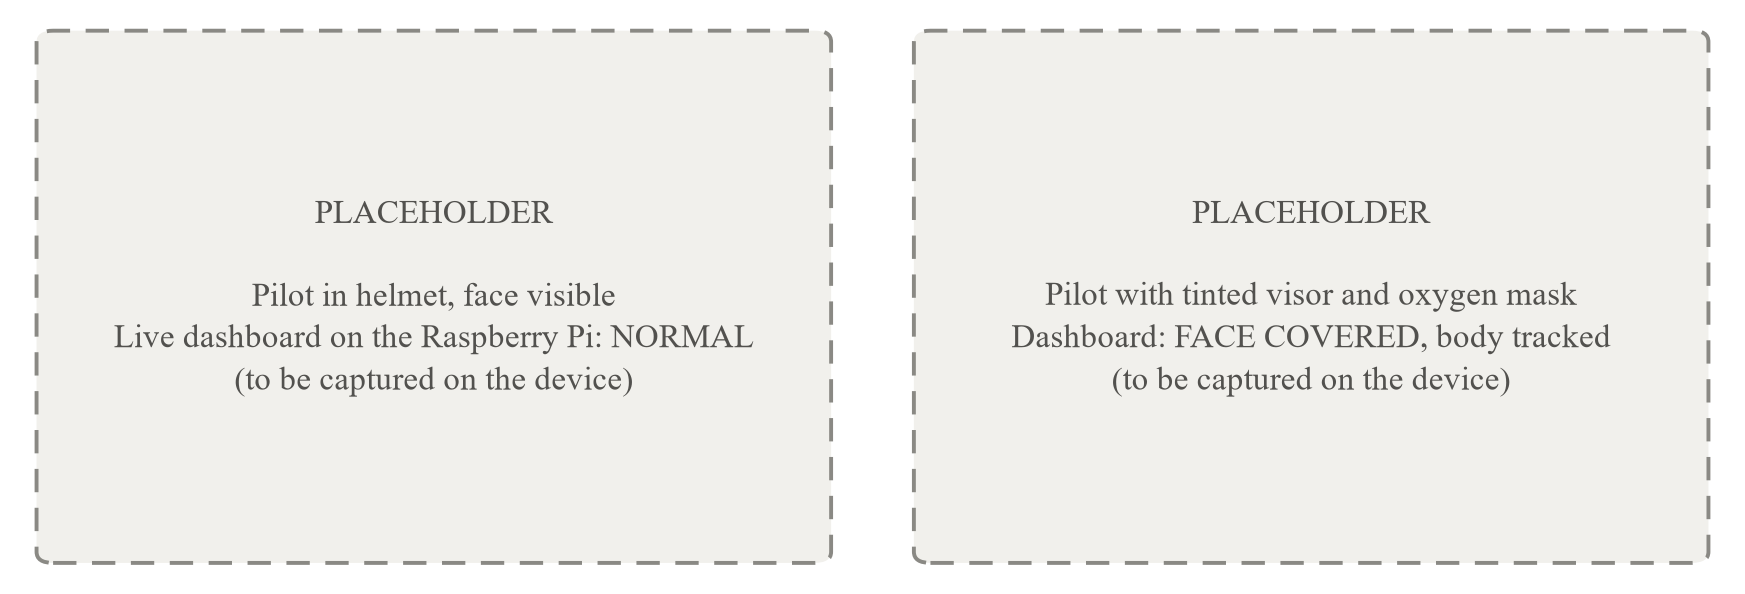 PLACEHOLDER
Pilot in helmet, face visible
Live dashboard on the Raspberry Pi: NORMAL
(to be captured on the device)
PLACEHOLDER
Pilot with tinted visor and oxygen mask
Dashboard: FACE COVERED, body tracked
(to be captured on the device)